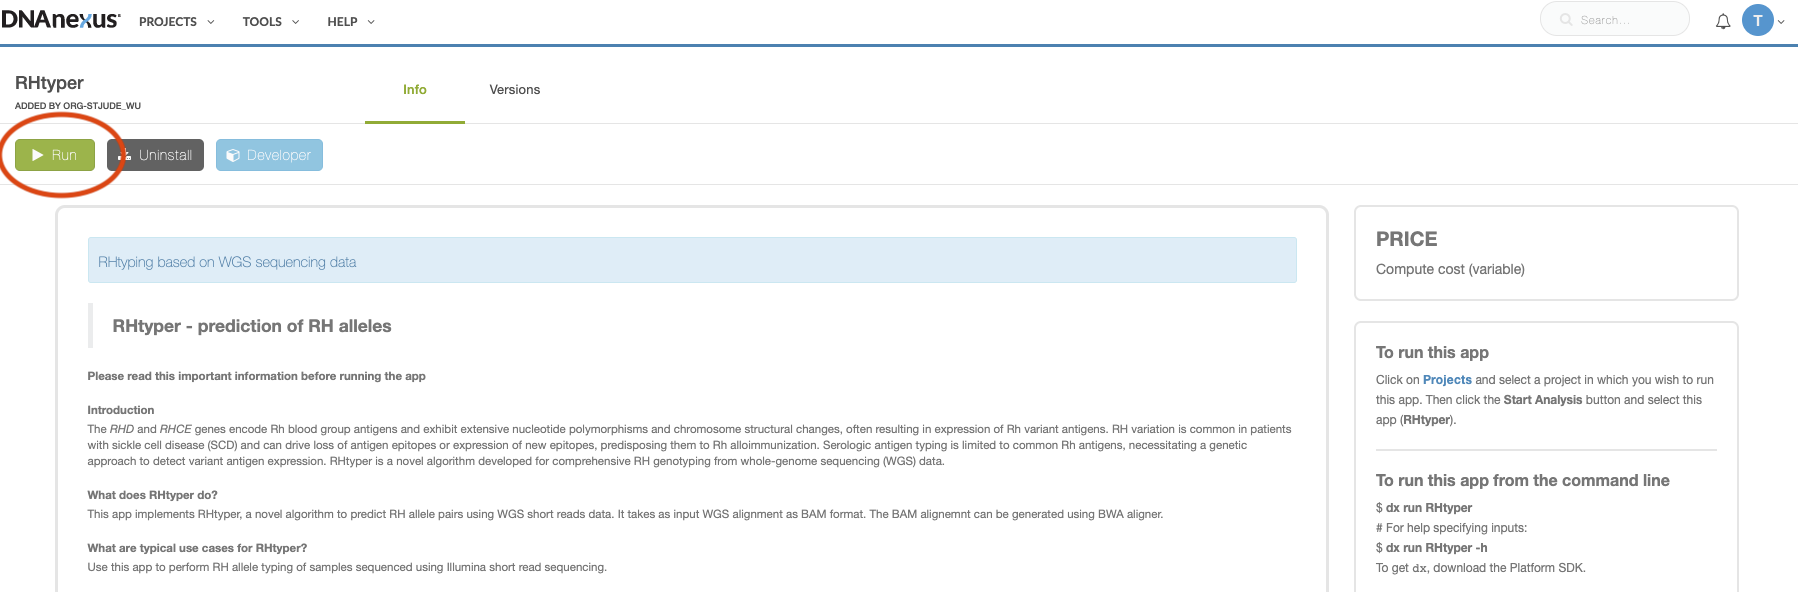 DNAnexus PROJECTS TOOLS HELP Search... T
RHtyper
ADDED BY ORG-STJUDE_WU
Info Versions
Run Uninstall Developer
RHtyping based on WGS sequencing data
RHtyper - prediction of RH alleles
Please read this important information before running the app
Introduction
The RHD and RHCE genes encode Rh blood group antigens and exhibit extensive nucleotide polymorphisms and chromosome structural changes, often resulting in expression of Rh variant antigens. RH variation is common in patients
with sickle cell disease (SCD) and can drive loss of antigen epitopes or expression of new epitopes, predisposing them to Rh alloimmunization. Serologic antigen typing is limited to common Rh antigens, necessitating a genetic
approach to detect variant antigen expression. RHtyper is a novel algorithm developed for comprehensive RH genotyping from whole-genome sequencing (WGS) data.
What does RHtyper do?
This app implements RHtyper, a novel algorithm to predict RH allele pairs using WGS short reads data. It takes as input WGS alignment as BAM format. The BAM alignemnt can be generated using BWA aligner.
What are typical use cases for RHtyper?
Use this app to perform RH allele typing of samples sequenced using Illumina short read sequencing.
PRICE
Compute cost (variable)
To run this app
Click on Projects and select a project in which you wish to run
this app. Then click the Start Analysis button and select this
app (RHtyper).
To run this app from the command line
$ dx run RHtyper
# For help specifying inputs:
$ dx run RHtyper -h
To get dx, download the Platform SDK.